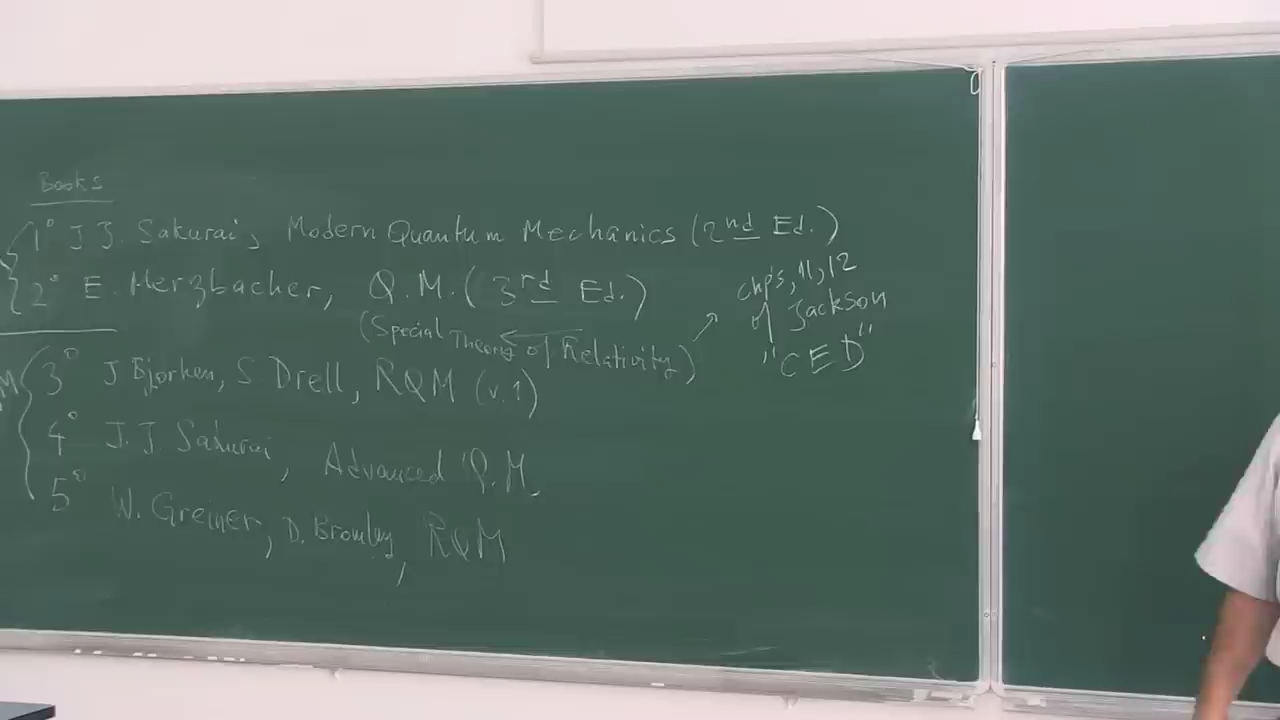 Books
1° J.J. Sakurai, Modern Quantum Mechanics (2nd Ed.)
2° E. Merzbacher, Q.M. (3rd Ed.)
(Special Theory of Relativity)
chp's, 11, 12
of Jackson
"CED"
3° J Bjorken, S. Drell, RQM (v.1)
4° J.J. Sakurai, Advanced Q.M.
5° W. Greiner, D. Bromley, RQM